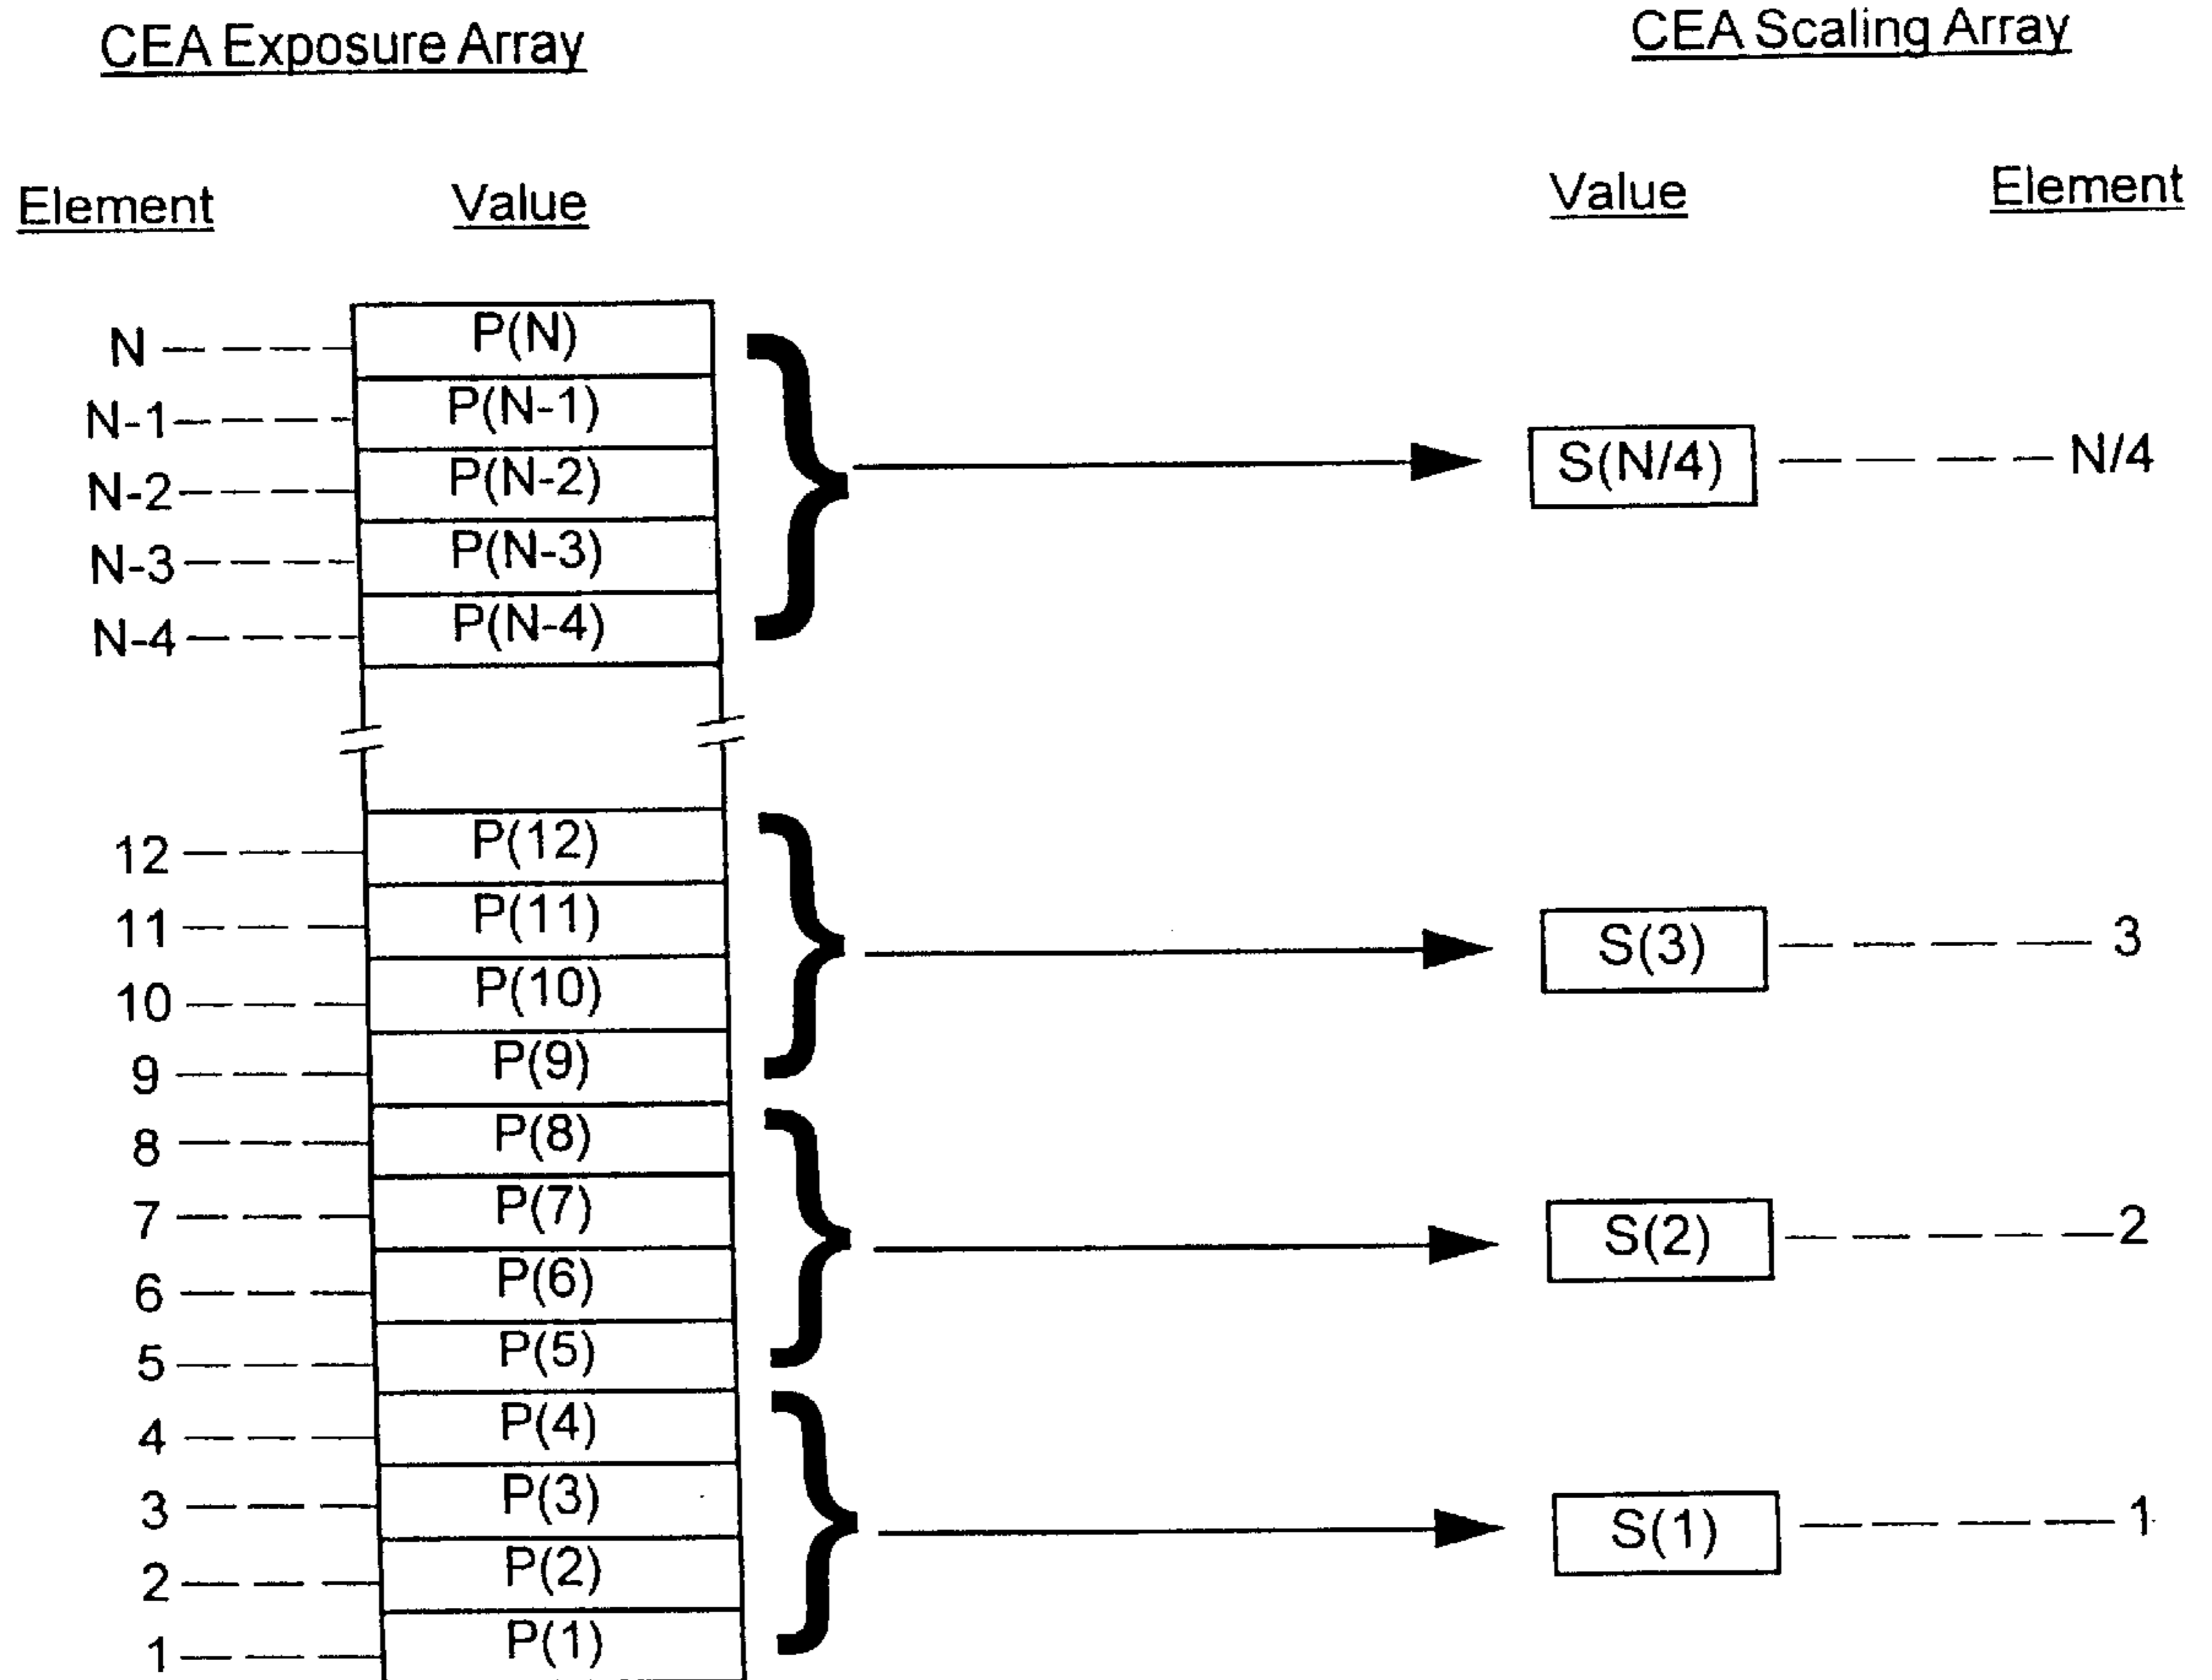 CEA Exposure Array CEA Scaling Array
Element Value Value Element
N P(N)
N-1 P(N-1)
S(N/4) N/4
N-2 P(N-2)
N-3 P(N-3)
N-4 P(N-4)
12 P(12)
11 P(11)
S(3) 3
10 P(10)
9 P(9)
8 P(8)
7 P(7)
S(2) 2
6 P(6)
5 P(5)
4 P(4)
3 P(3)
S(1) 1
2 P(2)
1 P(1)